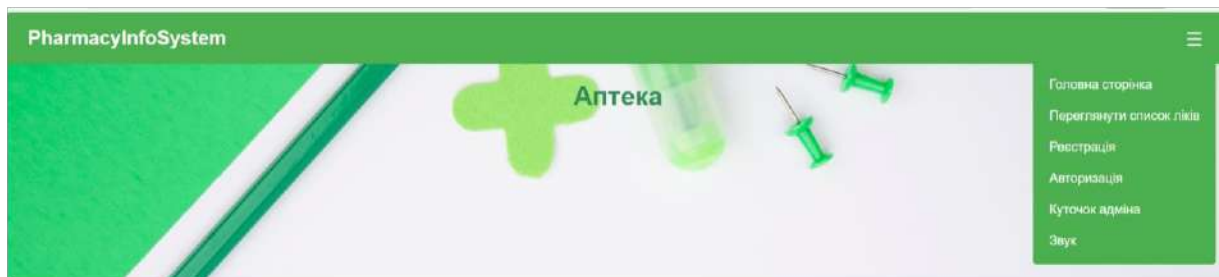 PharmacyInfoSystem
Аптека
Головна сторінка
Переглянути список ліків
Реєстрація
Авторизація
Куточок адміна
Звук